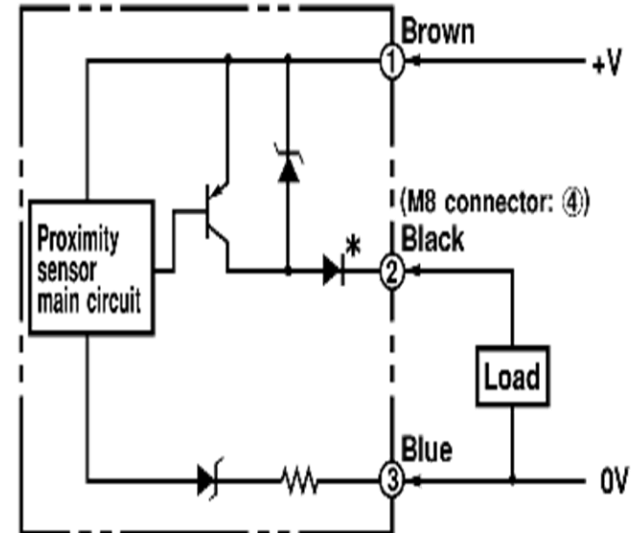 Brown
①
+V
(M8 connector: ④)
Black
*
②
Proximity
sensor
main circuit
Load
Blue
③
0V